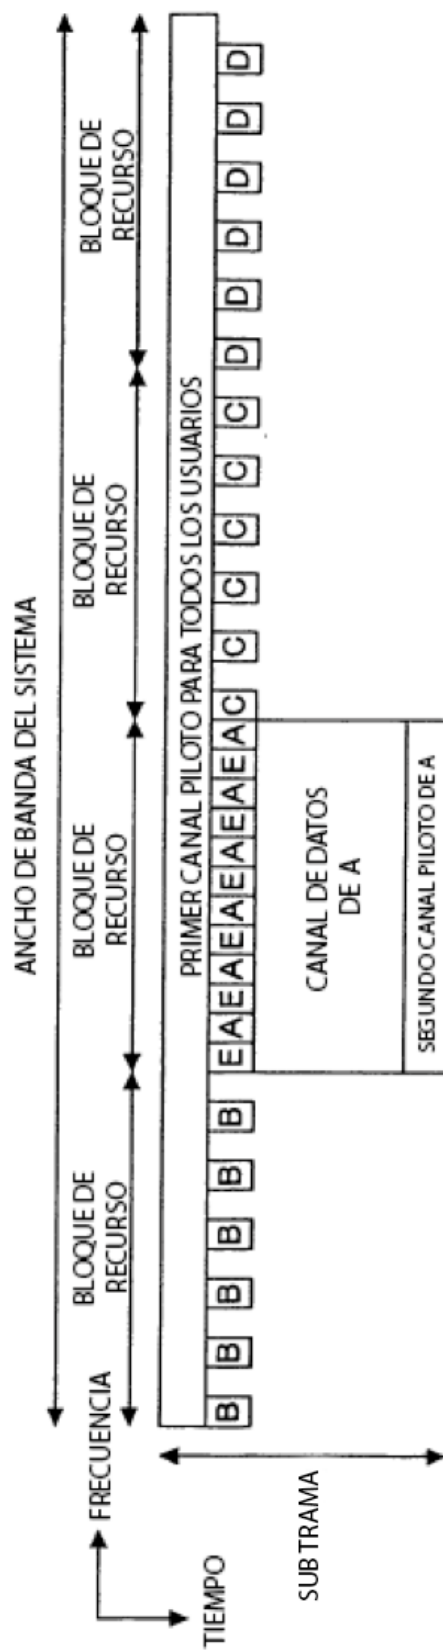 ANCHO DE BANDA DEL SISTEMA
FRECUENCIA
TIEMPO
BLOQUE DE
RECURSO
BLOQUE DE
RECURSO
BLOQUE DE
RECURSO
BLOQUE DE
RECURSO
PRIMER CANAL PILOTO PARA TODOS LOS USUARIOS
B B B B B B E A E A E A E A E A E A C C C C C C D D D D D D
SUB TRAMA
CANAL DE DATOS
DE A
SEGUNDO CANAL PILOTO DE A